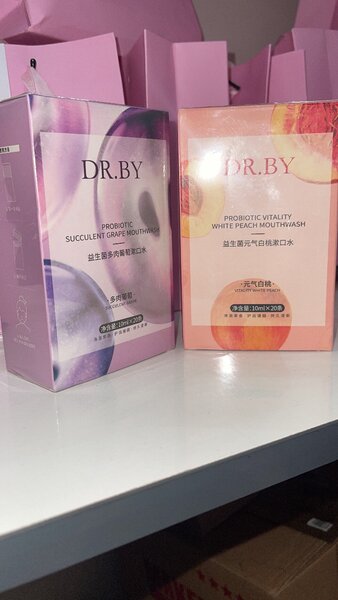 DR.BY
PROBIOTIC
SUCCULENT GRAPE MOUTHWASH
益生菌多肉葡萄漱口水
·多肉葡萄·
SUCCULENT GRAPE
净含量:10ml×20条
DR.BY
PROBIOTIC VITALITY
WHITE PEACH MOUTHWASH
益生菌元气白桃漱口水
·元气白桃·
VITALITY WHITE PEACH
净含量:10ml×20条